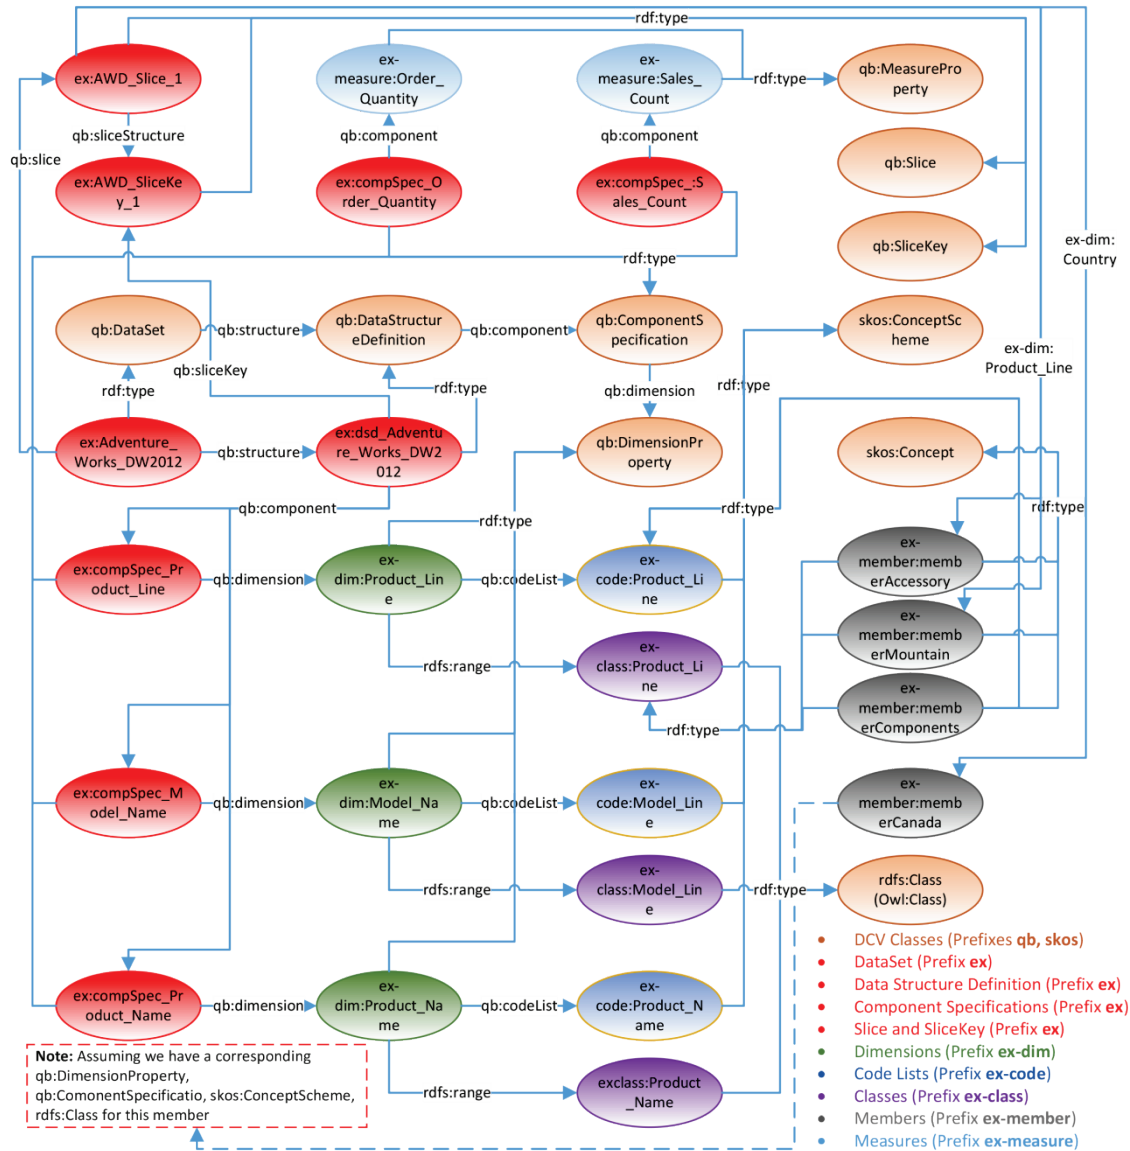 rdf:type
ex:AWD_Slice_1
ex-
measure:Order_
Quantity
ex-
measure:Sales_
Count
rdf:type
qb:MeasurePro
perty
qb:sliceStructure
qb:component
qb:component
qb:slice
qb:Slice
ex:AWD_SliceKe
y_1
ex:compSpec_O
rder_Quantity
ex:compSpec_:S
ales_Count
qb:SliceKey
ex-dim:
Country
rdf:type
qb:DataSet
qb:structure
qb:DataStructur
eDefinition
qb:component
qb:ComponentS
pecification
skos:ConceptSc
heme
ex-dim:
Product_Line
qb:sliceKey
rdf:type
rdf:type
qb:dimension
rdf:type
ex:Adventure_
Works_DW2012
qb:structure
ex:dsd_Adventu
re_Works_DW2
012
qb:DimensionPr
operty
skos:Concept
qb:component
rdf:type
rdf:type
rdf:type
ex:compSpec_Pr
oduct_Line
qb:dimension
ex-
dim:Product_Lin
e
qb:codeList
ex-
code:Product_Li
ne
ex-
member:memb
erAccessory
ex-
member:memb
erMountain
rdfs:range
ex-
class:Product_Li
ne
ex-
member:memb
erComponents
rdf:type
ex:compSpec_M
odel_Name
qb:dimension
ex-
dim:Model_Na
me
qb:codeList
ex-
code:Model_Lin
e
ex-
member:memb
erCanada
rdfs:range
ex-
class:Model_Lin
e
rdf:type
rdfs:Class
(Owl:Class)
ex:compSpec_Pr
oduct_Name
qb:dimension
ex-
dim:Product_Na
me
qb:codeList
ex-
code:Product_N
ame
rdfs:range
exclass:Product
_Name
Note: Assuming we have a corresponding
qb:DimensionProperty,
qb:ComonentSpecificatio, skos:ConceptScheme,
rdfs:Class for this member
• DCV Classes (Prefixes qb, skos)
• DataSet (Prefix ex)
• Data Structure Definition (Prefix ex)
• Component Specifications (Prefix ex)
• Slice and SliceKey (Prefix ex)
• Dimensions (Prefix ex-dim)
• Code Lists (Prefix ex-code)
• Classes (Prefix ex-class)
• Members (Prefix ex-member)
• Measures (Prefix ex-measure)